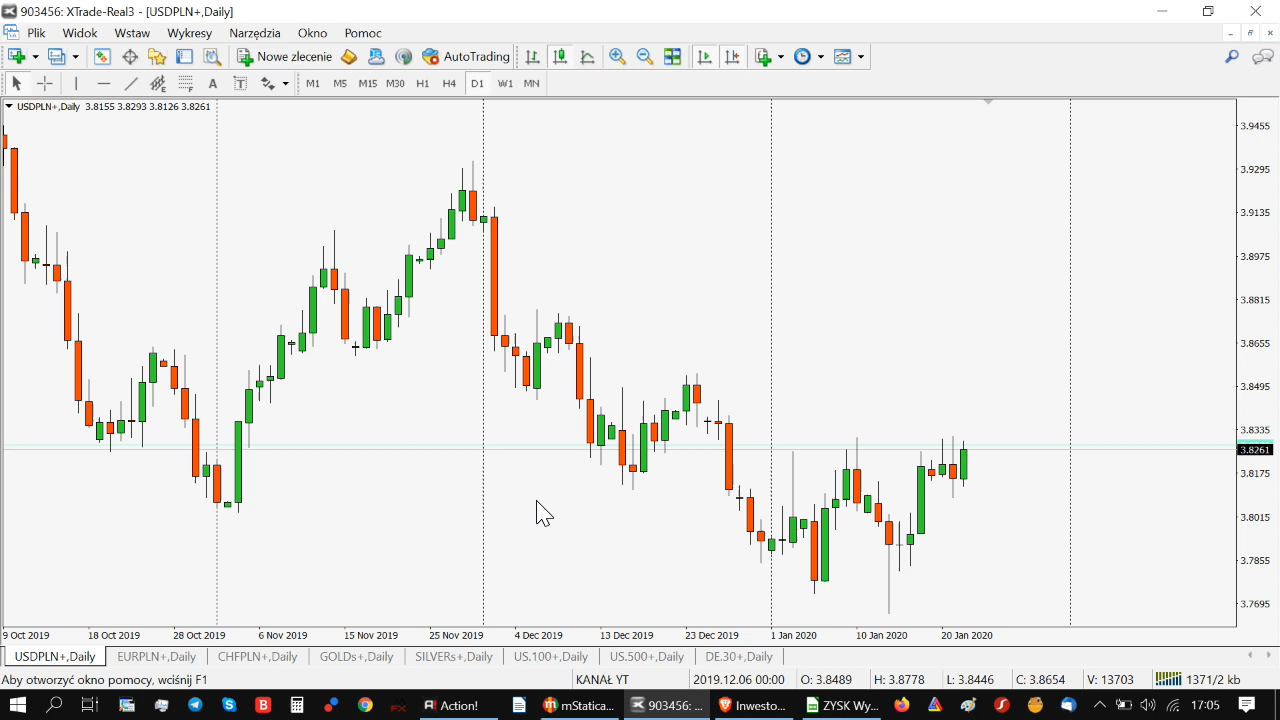 903456: XTrade-Real3 - [USDPLN+,Daily]
Plik Widok Wstaw Wykresy Narzędzia Okno Pomoc
Nowe zlecenie AutoTrading
A T M1 M5 M15 M30 H1 H4 D1 W1 MN
USDPLN+,Daily 3.8155 3.8293 3.8126 3.8261
3.9455
3.9295
3.9135
3.8975
3.8815
3.8655
3.8495
3.8335
3.8261
3.8175
3.8015
3.7855
3.7695
9 Oct 2019 18 Oct 2019 28 Oct 2019 6 Nov 2019 15 Nov 2019 25 Nov 2019 4 Dec 2019 13 Dec 2019 23 Dec 2019 1 Jan 2020 10 Jan 2020 20 Jan 2020
USDPLN+,Daily EURPLN+,Daily CHFPLN+,Daily GOLDs+,Daily SILVERs+,Daily US.100+,Daily US.500+,Daily DE.30+,Daily
Aby otworzyć okno pomocy, wciśnij F1 KANAŁ YT 2019.12.06 00:00 O: 3.8489 H: 3.8778 L: 3.8446 C: 3.8654 V: 13703 1371/2 kb
Action! mStatica... 903456: ... Inwesto... ZYSK Wy... 17:05